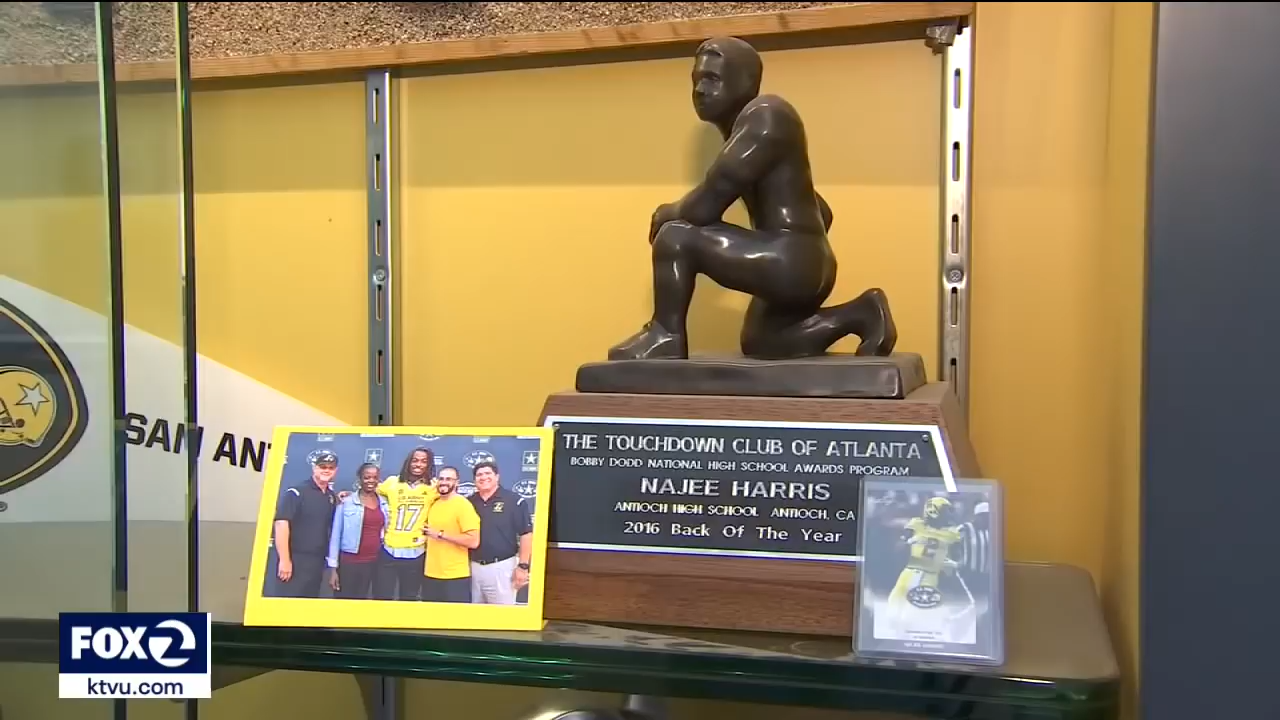 SAN AN
THE TOUCHDOWN CLUB OF ATLANTA
BOBBY DODD NATIONAL HIGH SCHOOL AWARDS PROGRAM
NAJEE HARRIS
ANTIOCH HIGH SCHOOL ANTIOCH, CA
2016 Back Of The Year
17
FOX 2
ktvu.com